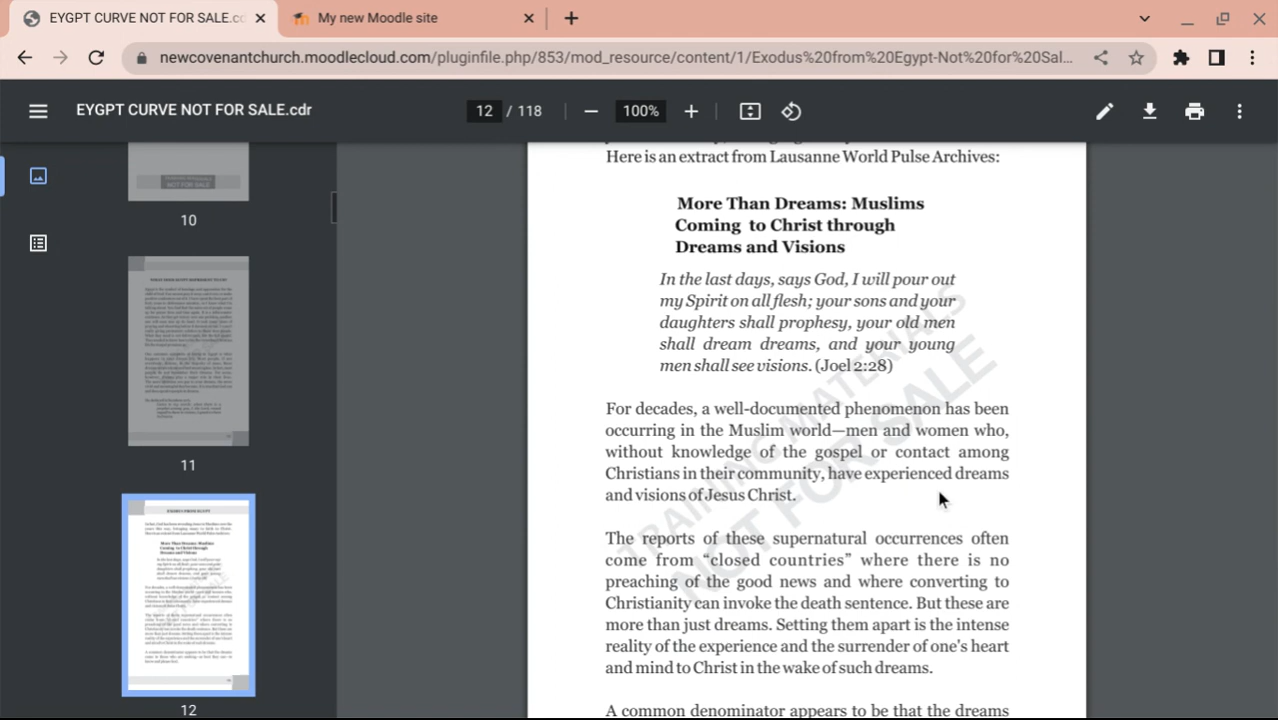 EYGPT CURVE NOT FOR SALE.cc
My new Moodle site
newcovenantchurch.moodlecloud.com/pluginfile.php/853/mod_resource/content/1/Exodus%20from%20Egypt-Not%20for%20Sal...
EYGPT CURVE NOT FOR SALE.cdr
12 / 118
100%
NOT FOR SALE
10
11
12
Here is an extract from Lausanne World Pulse Archives:
More Than Dreams: Muslims
Coming to Christ through
Dreams and Visions
In the last days, says God, I will pour out
my Spirit on all flesh; your sons and your
daughters shall prophesy, your old men
shall dream dreams, and your young
men shall see visions. (Joel 2:28)
For decades, a well-documented phenomenon has been
occurring in the Muslim world—men and women who,
without knowledge of the gospel or contact among
Christians in their community, have experienced dreams
and visions of Jesus Christ.
The reports of these supernatural occurrences often
come from "closed countries" where there is no
preaching of the good news and where converting to
Christianity can invoke the death sentence. But these are
more than just dreams. Setting them apart is the intense
reality of the experience and the surrender of one's heart
and mind to Christ in the wake of such dreams.
A common denominator appears to be that the dreams
NOT FOR SALE